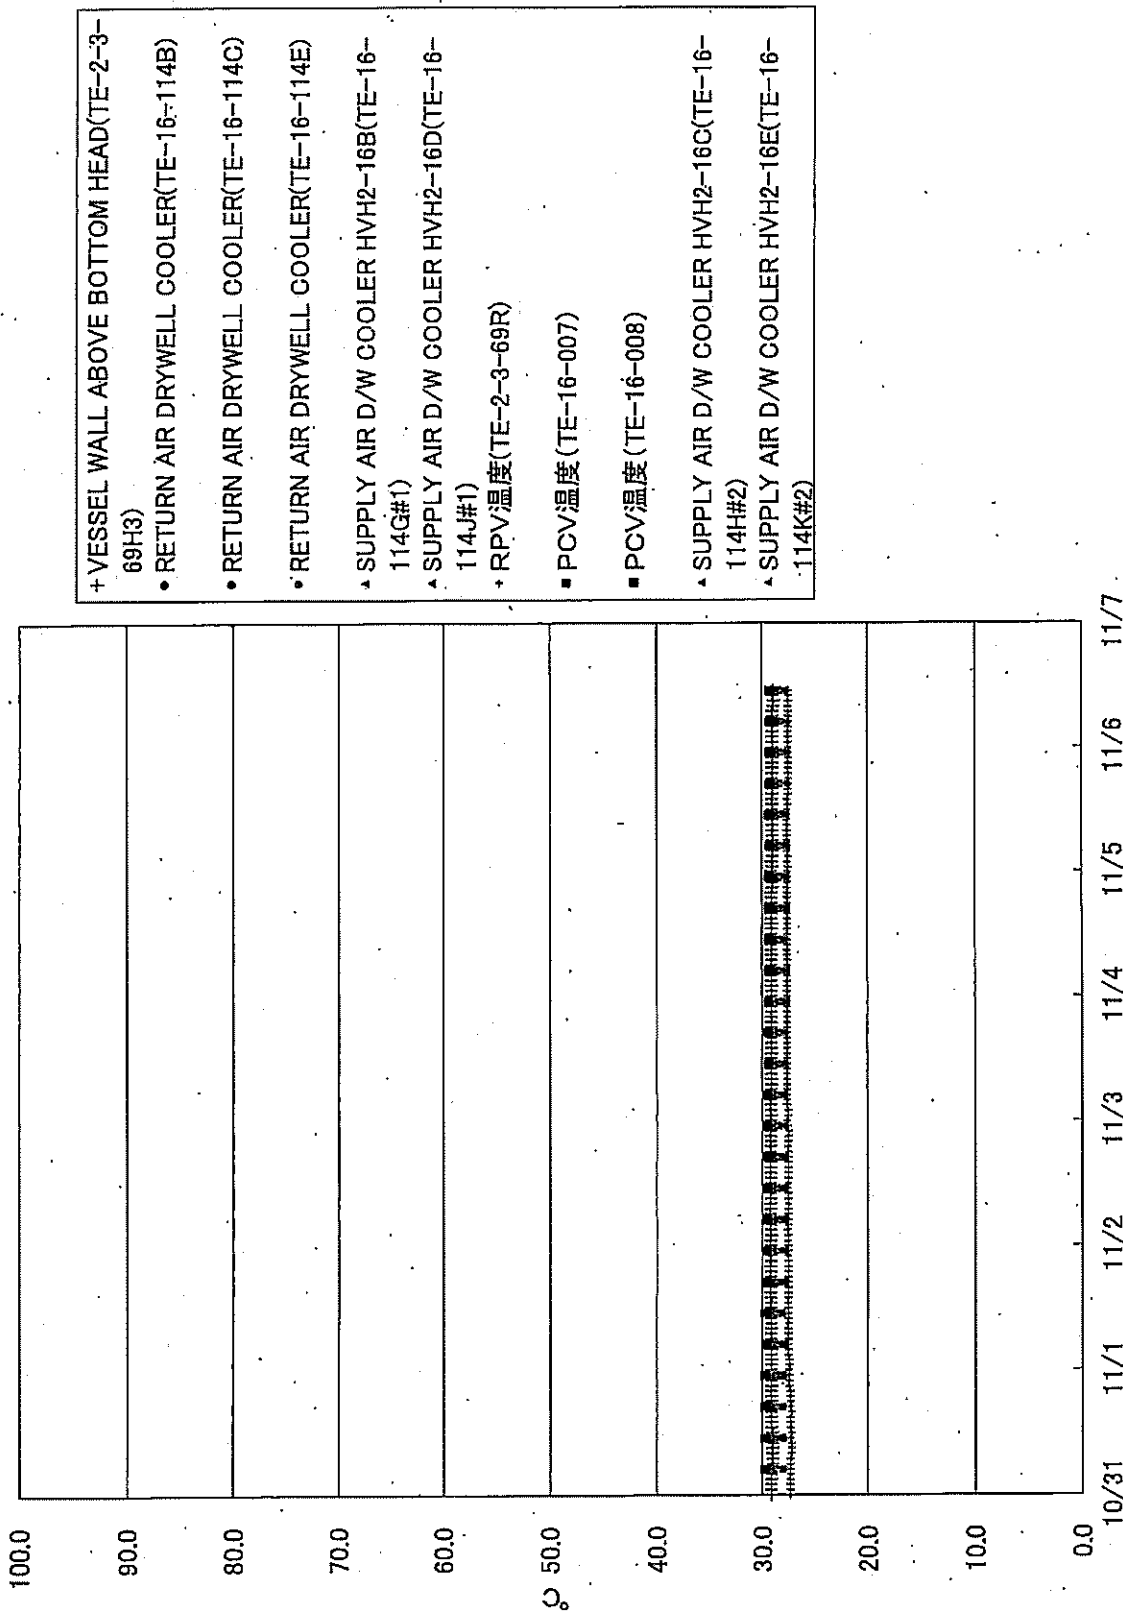 100.0
90.0
80.0
70.0
60.0
50.0
40.0
30.0
20.0
10.0
0.0
℃
10/31
11/1
11/2
11/3
11/4
11/5
11/6
11/7
+ VESSEL WALL ABOVE BOTTOM HEAD(TE-2-3-
69H3)
● RETURN AIR DRYWELL COOLER(TE-16-114B)
● RETURN AIR DRYWELL COOLER(TE-16-114C)
● RETURN AIR DRYWELL COOLER(TE-16-114E)
▲ SUPPLY AIR D/W COOLER HVH2-16B(TE-16-
114G#1)
▲ SUPPLY AIR D/W COOLER HVH2-16D(TE-16-
114J#1)
+ RPV温度(TE-2-3-69R)
■ PCV温度(TE-16-007)
■ PCV温度(TE-16-008)
▲ SUPPLY AIR D/W COOLER HVH2-16C(TE-16-
114H#2)
▲ SUPPLY AIR D/W COOLER HVH2-16E(TE-16-
114K#2)